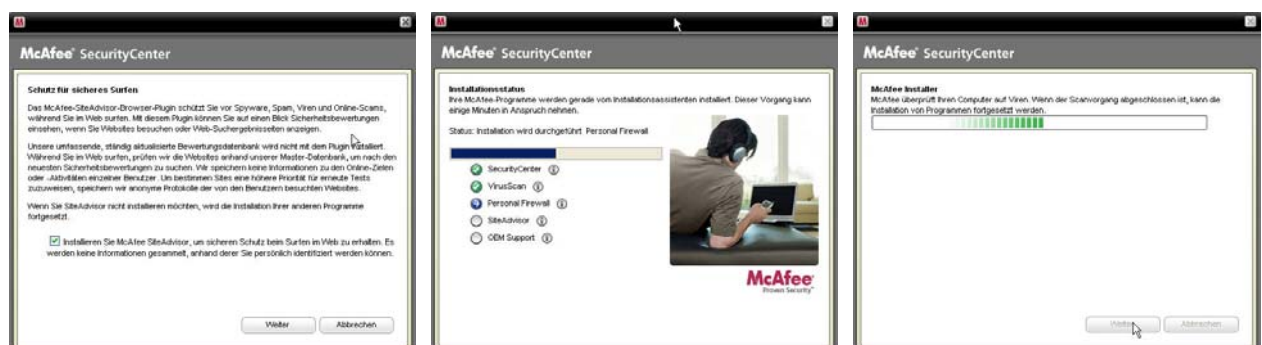 McAfee® SecurityCenter
Schutz für sicheres Surfen
Das McAfee-SiteAdvisor-Browser-Plugin schützt Sie vor Spyware, Spam, Viren und Online-Scams,
während Sie im Web surfen. Mit diesem Plugin können Sie auf einen Blick Sicherheitsbewertungen
einsehen, wenn Sie Websites besuchen oder Web-Suchergebnisseiten anzeigen.
Unsere umfassende, ständig aktualisierte Bewertungsdatenbank wird nicht mit dem Plugin installiert.
Während Sie im Web surfen, prüfen wir die Websites anhand unserer Master-Datenbank, um nach den
neuesten Sicherheitsbewertungen zu suchen. Wir speichern keine Informationen zu den Online-Zielen
oder -Aktivitäten einzelner Benutzer. Um bestimmen Sites eine höhere Priorität für erneute Tests
zuzuweisen, speichern wir anonyme Protokolle der von den Benutzern besuchten Websites.
Wenn Sie SiteAdvisor nicht installieren möchten, wird die Installation Ihrer anderen Programme
fortgesetzt.
Installieren Sie McAfee SiteAdvisor, um sicheren Schutz beim Surfen im Web zu erhalten. Es
werden keine Informationen gesammelt, anhand derer Sie persönlich identifiziert werden können.
Weiter Abbrechen
McAfee® SecurityCenter
Installationsstatus
Ihre McAfee-Programme werden gerade vom Installationsassistenten installiert. Dieser Vorgang kann
einige Minuten in Anspruch nehmen.
Status: Installation wird durchgeführt Personal Firewall
SecurityCenter
VirusScan
Personal Firewall
SiteAdvisor
OEM Support
McAfee®
Proven Security™
McAfee® SecurityCenter
McAfee Installer
McAfee überprüft Ihren Computer auf Viren. Wenn der Scanvorgang abgeschlossen ist, kann die
Installation von Programmen fortgesetzt werden.
Weiter Abbrechen